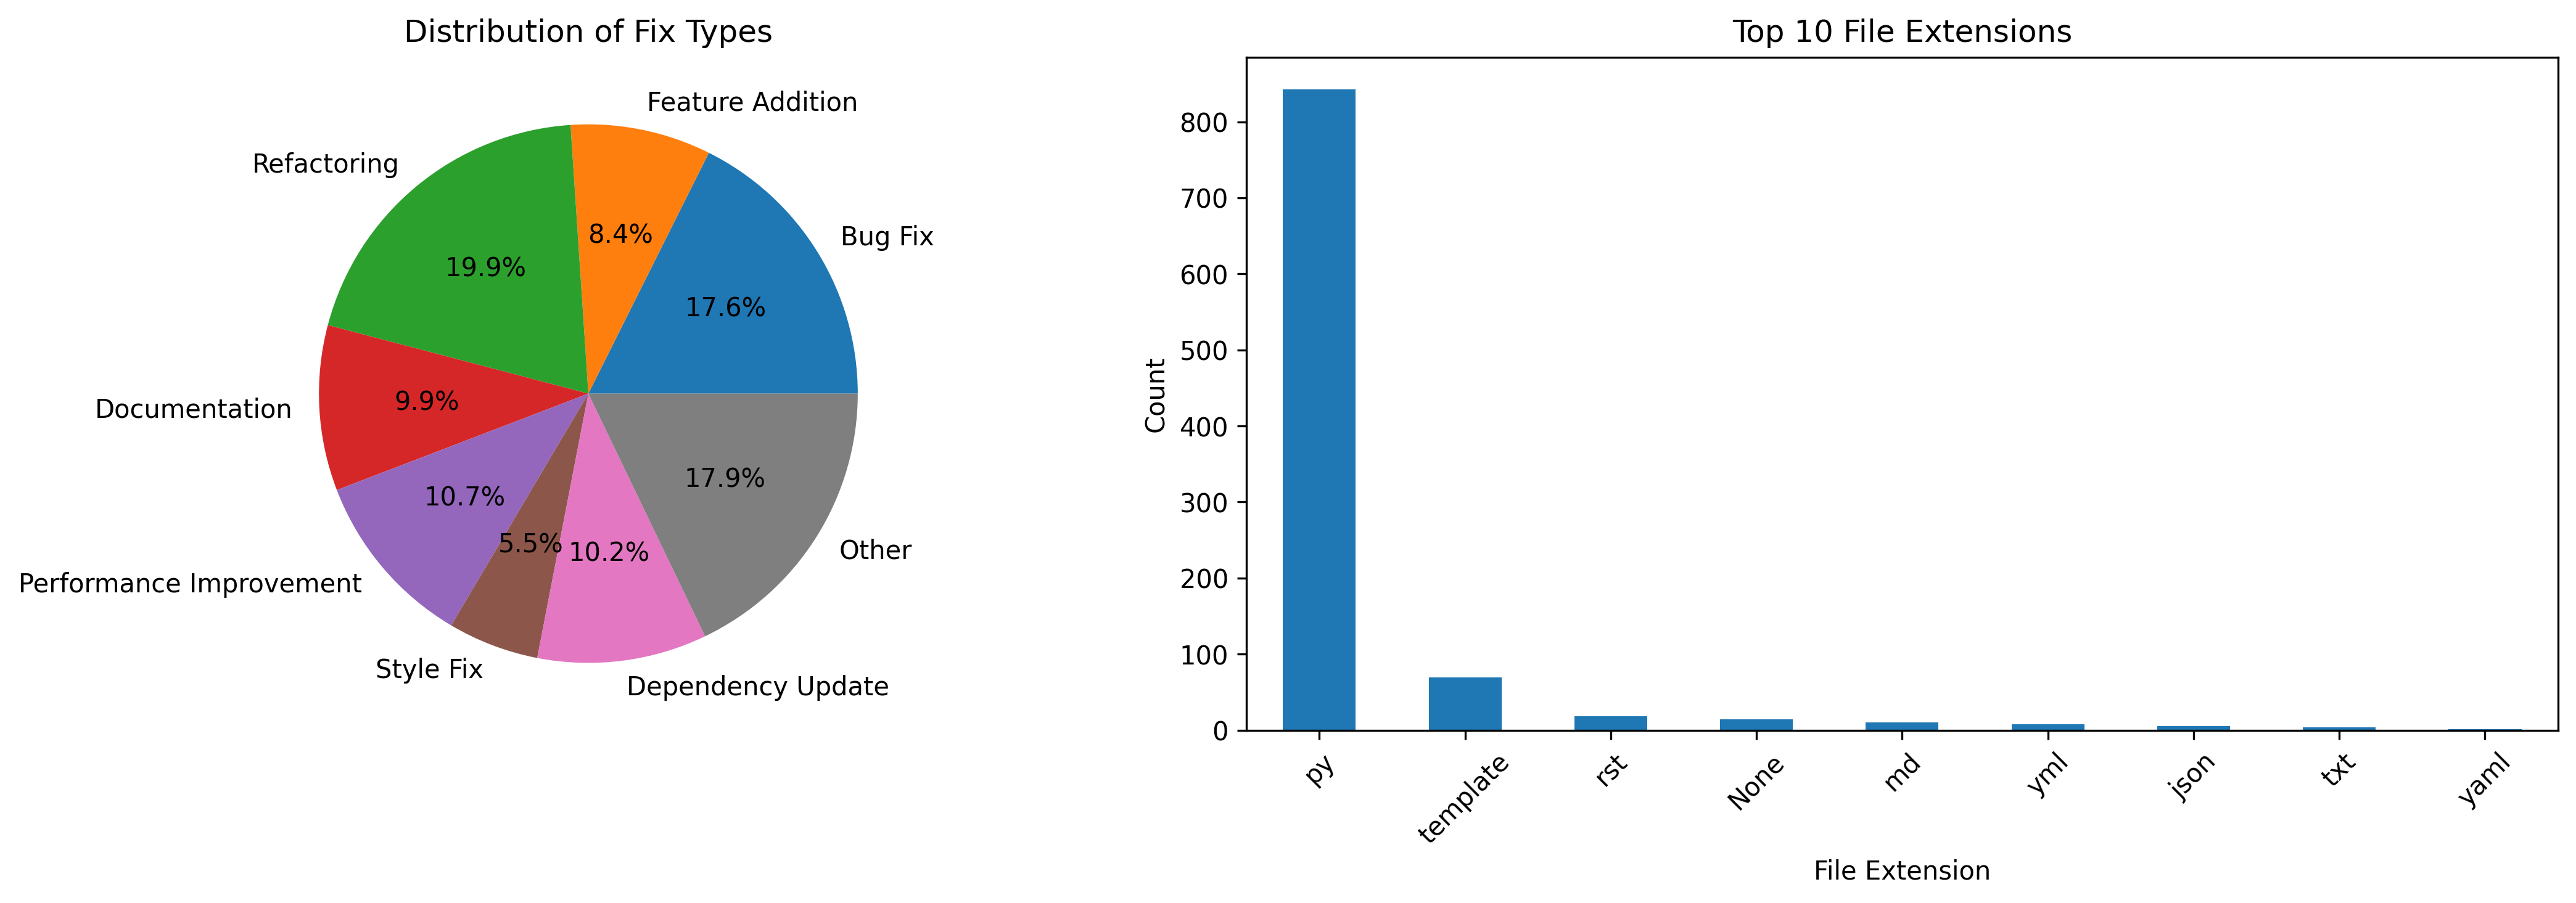 Distribution of Fix Types
Feature Addition
Refactoring
Bug Fix
8.4%
19.9%
17.6%
Documentation
9.9%
10.7%
17.9%
5.5%
10.2%
Other
Performance Improvement
Style Fix
Dependency Update
Top 10 File Extensions
Count
800
700
600
500
400
300
200
100
0
py
template
rst
None
md
yml
json
txt
yaml
File Extension